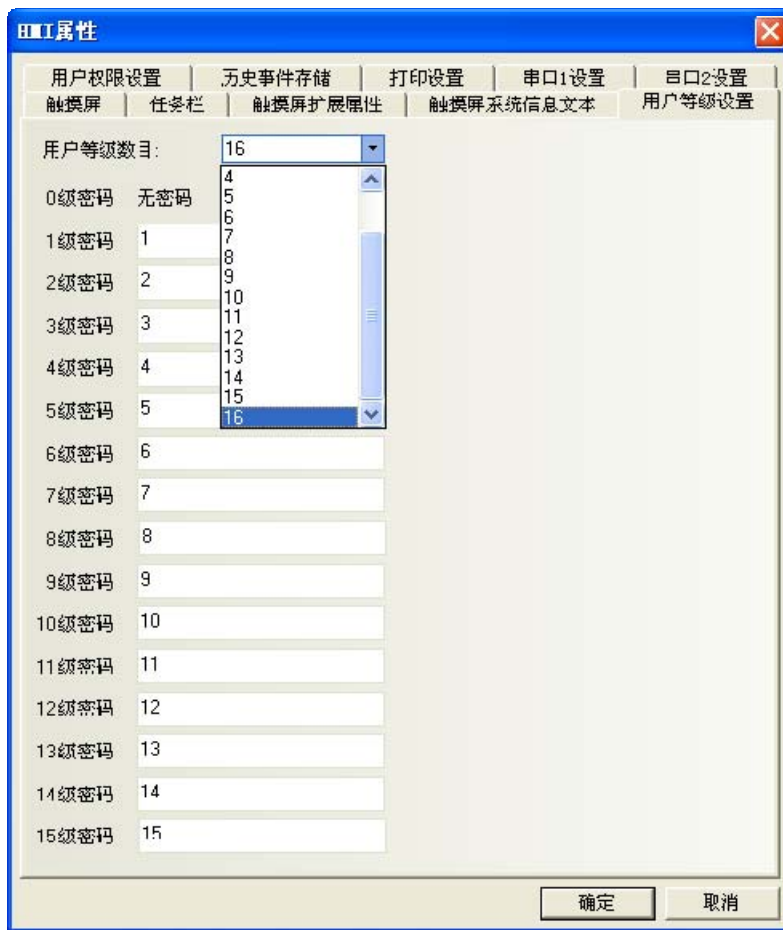 HMI属性
用户权限设置 历史事件存储 打印设置 串口1设置 串口2设置
触摸屏 任务栏 触摸屏扩展属性 触摸屏系统信息文本 用户等级设置
用户等级数目: 16
4
0级密码 无密码 5
6
1级密码 1 7
8
2级密码 2 9
10
3级密码 3 11
12
4级密码 4 13
14
5级密码 5 15
16
6级密码 6
7级密码 7
8级密码 8
9级密码 9
10级密码 10
11级密码 11
12级密码 12
13级密码 13
14级密码 14
15级密码 15
确定 取消